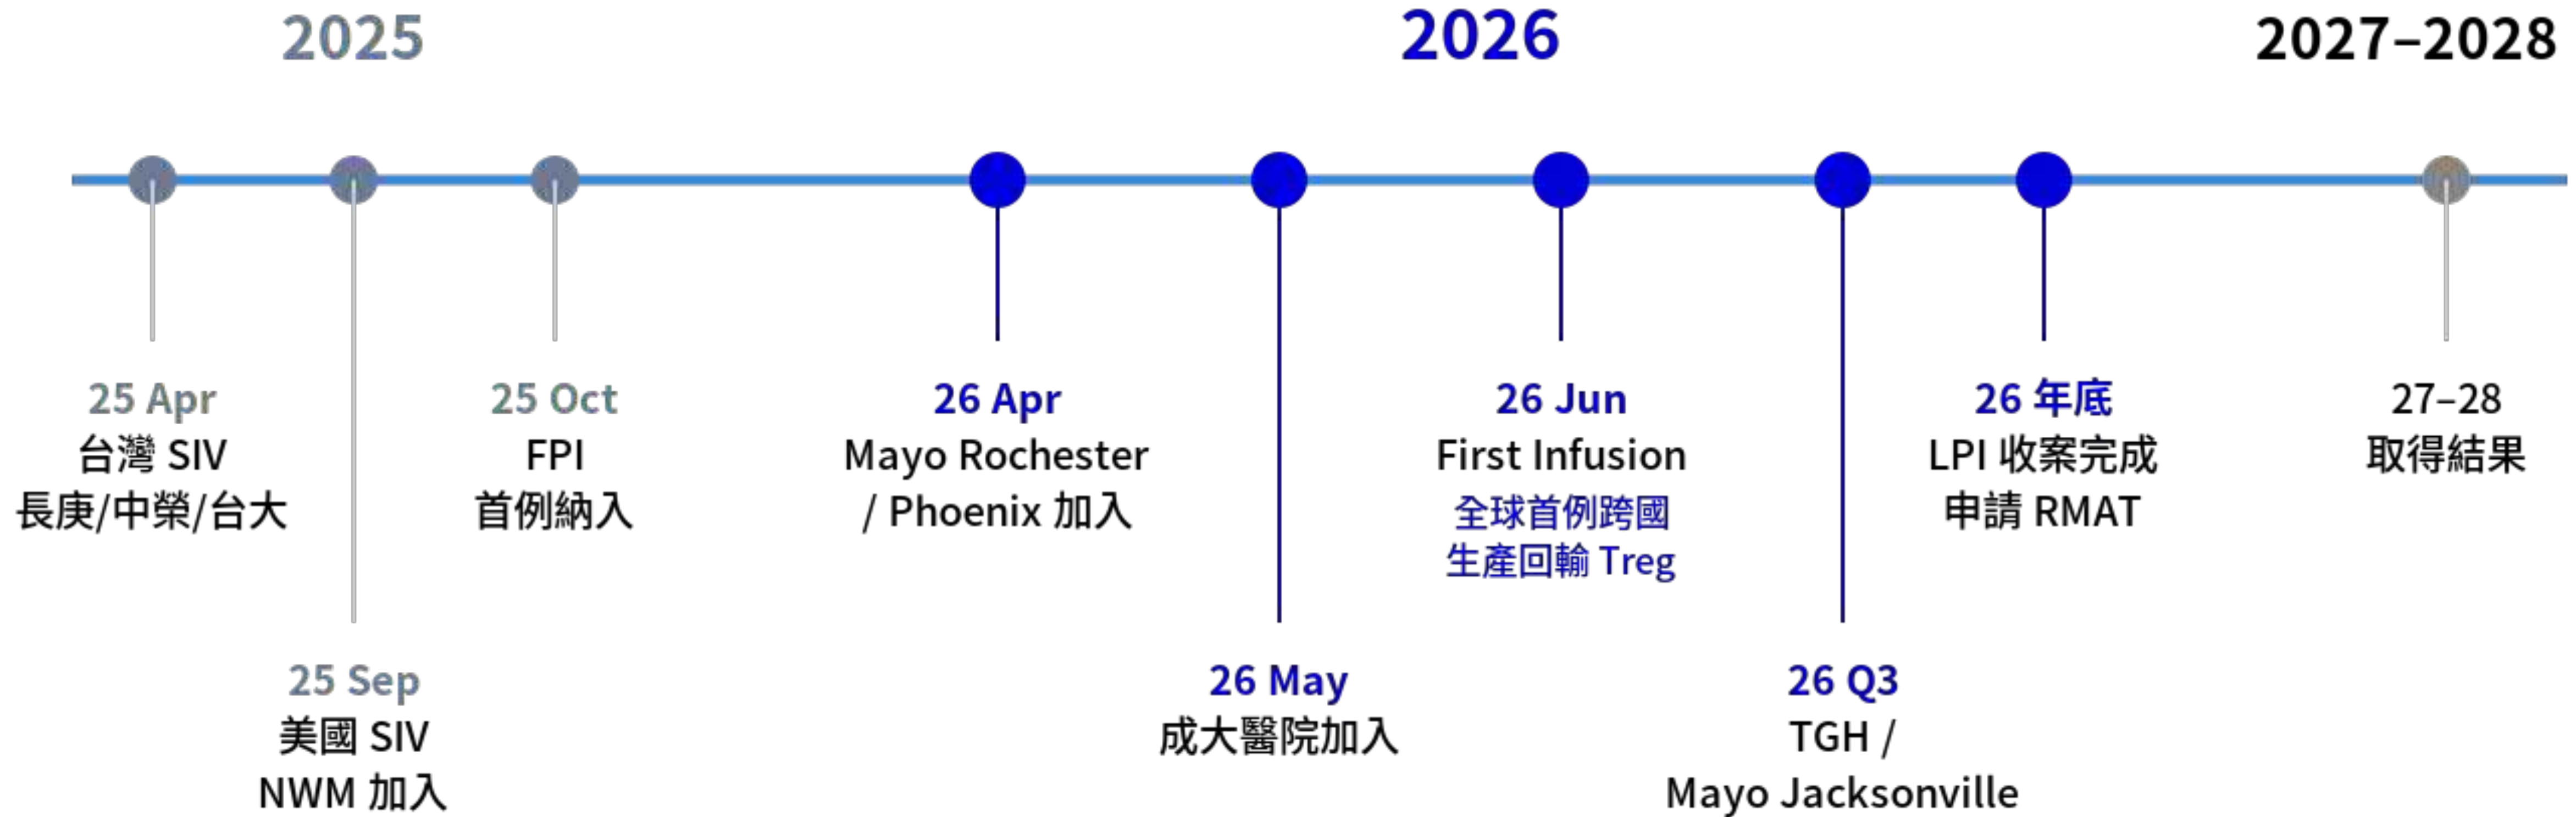 2025
2026
2027–2028
25 Apr
台灣 SIV
長庚/中榮/台大
25 Sep
美國 SIV
NWM 加入
25 Oct
FPI
首例納入
26 Apr
Mayo Rochester
/ Phoenix 加入
26 May
成大醫院加入
26 Jun
First Infusion
全球首例跨國
生產回輸 Treg
26 Q3
TGH /
Mayo Jacksonville
26 年底
LPI 收案完成
申請 RMAT
27–28
取得結果